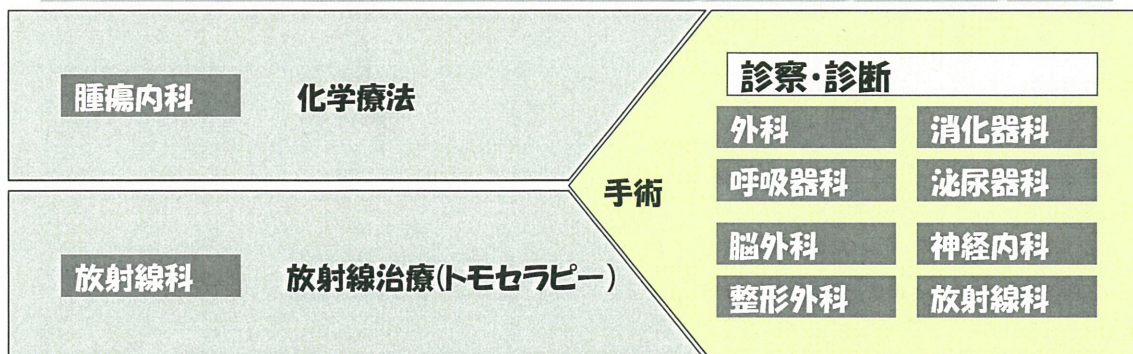 腫瘍内科 化学療法
放射線科 放射線治療(トモセラピー)
手術
診察・診断
外科 消化器科
呼吸器科 泌尿器科
脳外科 神経内科
整形外科 放射線科